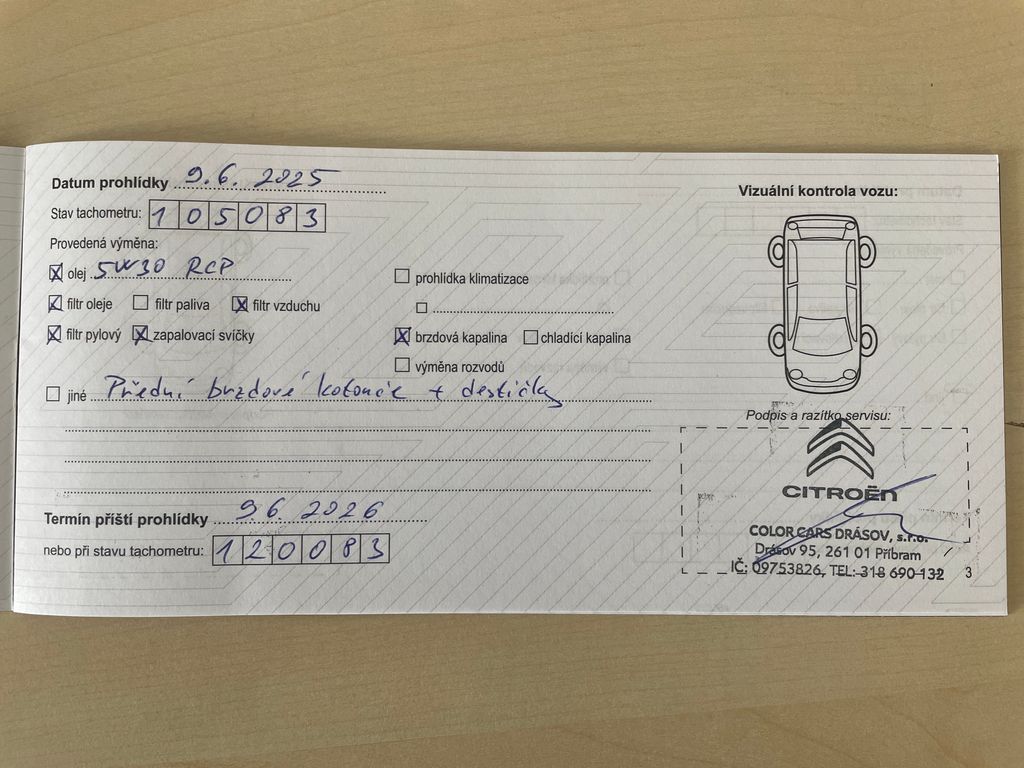 Datum prohlídky 9.6. 2025
Stav tachometru: 105083
Provedená výměna:
☒ olej 5W30 RCP
☐ prohlídka klimatizace
☒ filtr oleje ☐ filtr paliva ☒ filtr vzduchu
☐
☒ filtr pylový ☒ zapalovací svíčky
☒ brzdová kapalina ☐ chladící kapalina
☐ výměna rozvodů
☐ jiné Přední brzdové kotouče + destičky
Termín příští prohlídky 9 6 2026
nebo při stavu tachometru: 120083
Vizuální kontrola vozu:
Podpis a razítko servisu:
CITROËN
COLOR CARS DRÁSOV, s.r.o.
Drásov 95, 261 01 Příbram
IČ: 09753826, TEL: 318 690 132
3